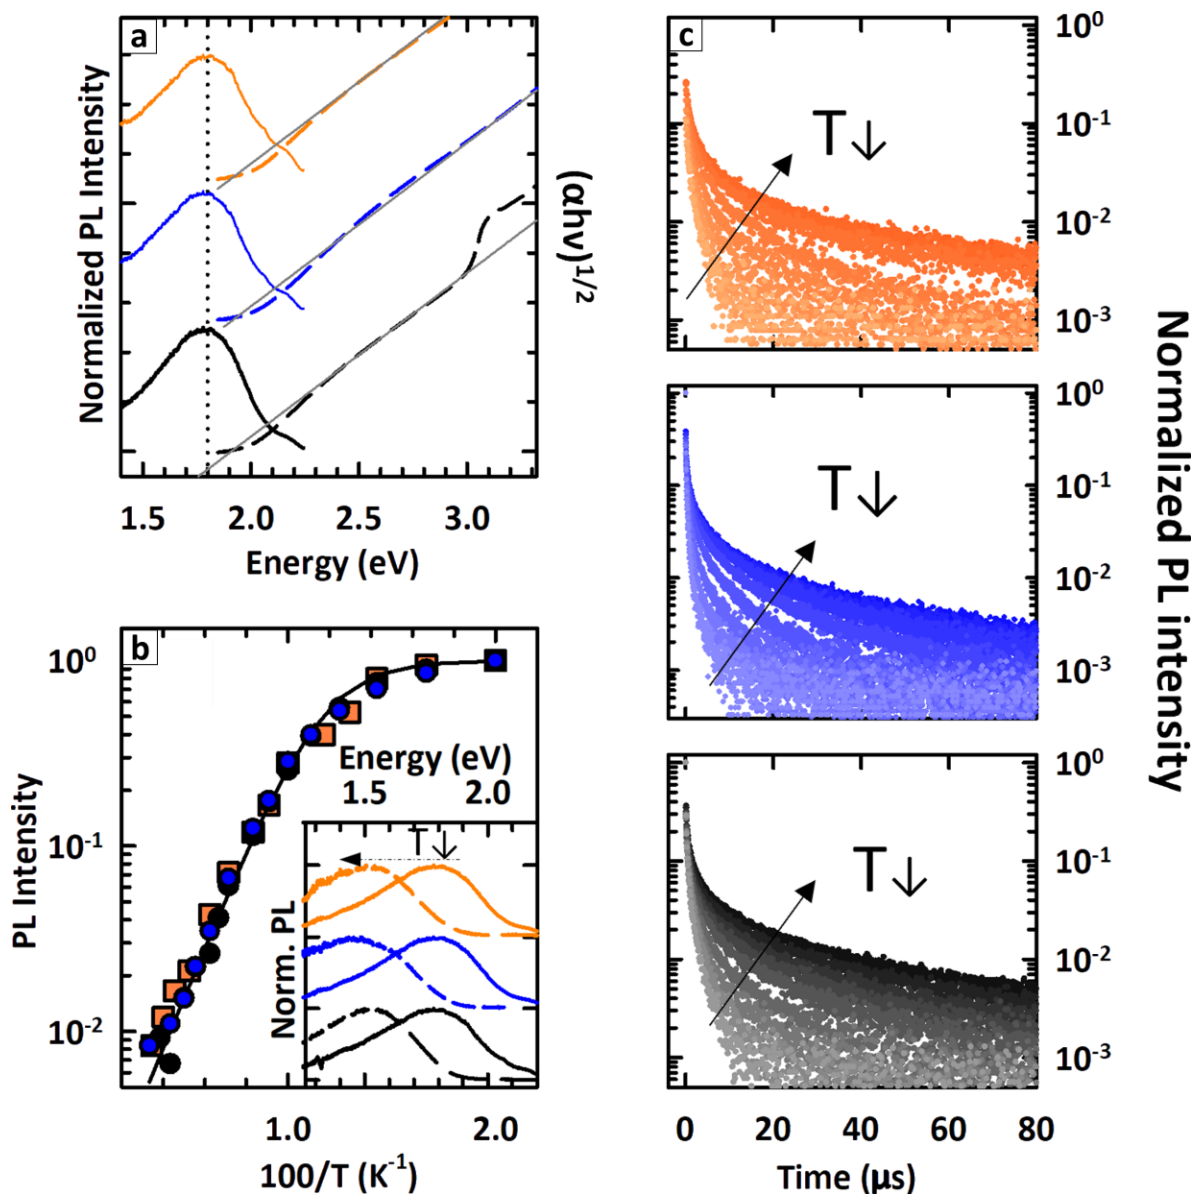 a
Normalized PL Intensity
(αhν)1/2
1.5 2.0 2.5 3.0
Energy (eV)
b
PL Intensity
10⁰
10⁻¹
10⁻²
Energy (eV)
1.5 2.0
T↓
Norm. PL
1.0 2.0
100/T (K⁻¹)
c
T↓
10⁰
10⁻¹
10⁻²
10⁻³
T↓
10⁰
10⁻¹
10⁻²
10⁻³
T↓
10⁰
10⁻¹
10⁻²
10⁻³
0 20 40 60 80
Time (μs)
Normalized PL intensity